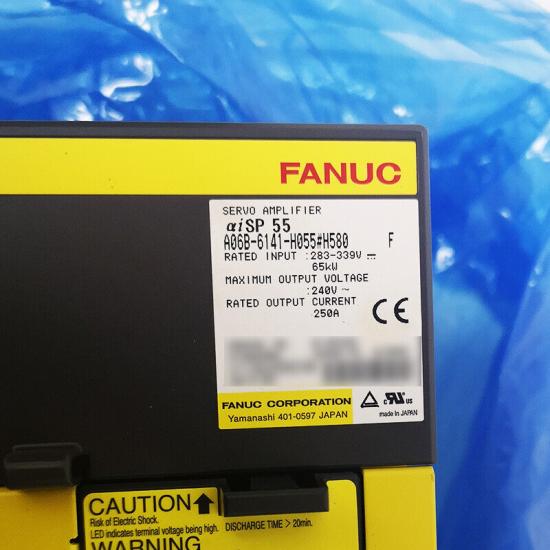 FANUC
SERVO AMPLIFIER
αiSP 55
A06B-6141-H055#H580 F
RATED INPUT :283-339V ⎓
65kW
MAXIMUM OUTPUT VOLTAGE
:240V ~
RATED OUTPUT CURRENT
250A
CE
FANUC CORPORATION
Yamanashi 401-0597 JAPAN
c UR us
made in JAPAN
CAUTION
Risk of Electric Shock.
LED indicates terminal voltage being high. DISCHARGE TIME > 20min.
WARNING